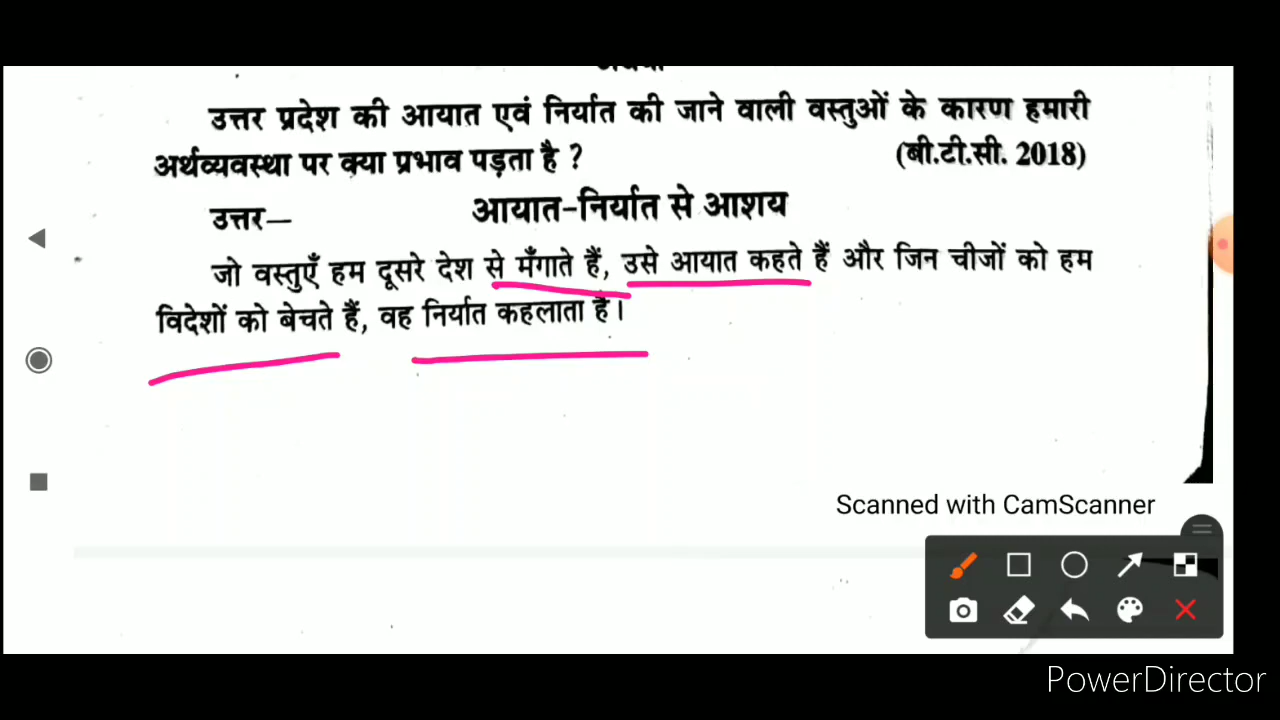 उत्तर प्रदेश की आयात एवं निर्यात की जाने वाली वस्तुओं के कारण हमारी
अर्थव्यवस्था पर क्या प्रभाव पड़ता है ? (बी.टी.सी. 2018)
उत्तर— आयात-निर्यात से आशय
जो वस्तुएँ हम दूसरे देश से मँगाते हैं, उसे आयात कहते हैं और जिन चीजों को हम
विदेशों को बेचते हैं, वह निर्यात कहलाता है।
Scanned with CamScanner
PowerDirector